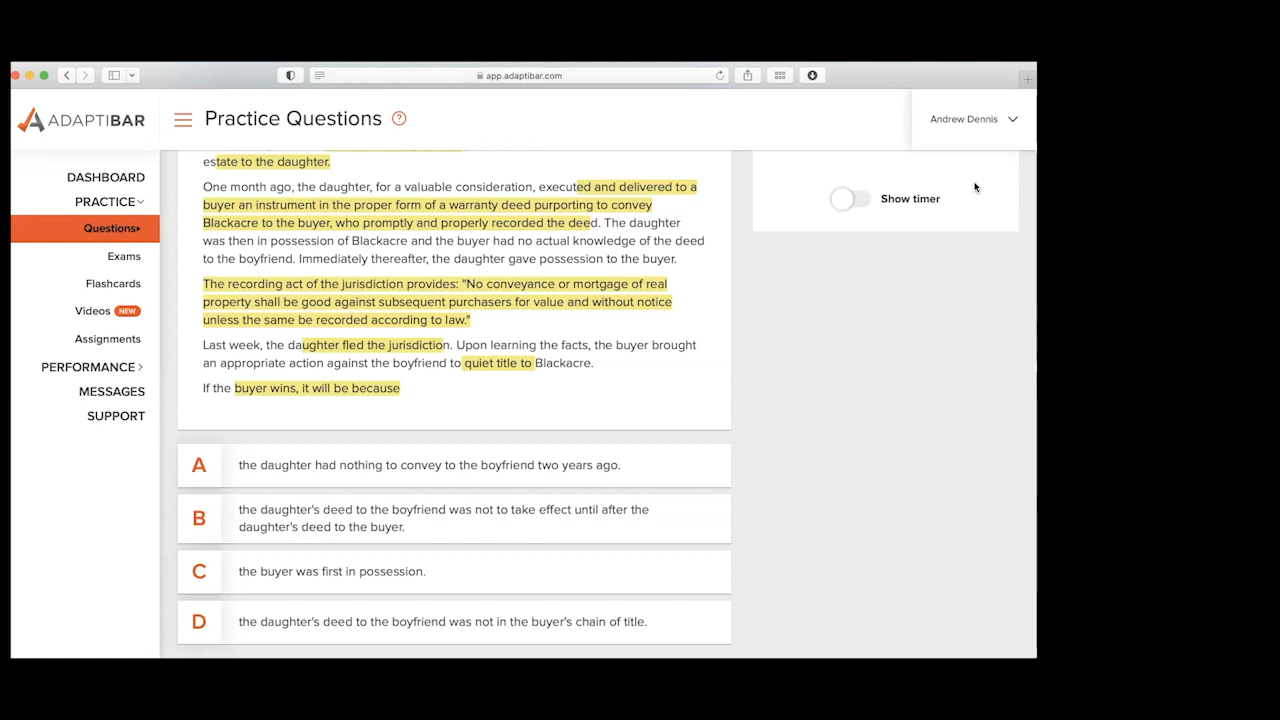 app.adaptibar.com
ADAPTIBAR
Practice Questions ?
Andrew Dennis
DASHBOARD
PRACTICE
Questions
Exams
Flashcards
Videos NEW
Assignments
PERFORMANCE
MESSAGES
SUPPORT
estate to the daughter.
One month ago, the daughter, for a valuable consideration, executed and delivered to a
buyer an instrument in the proper form of a warranty deed purporting to convey
Blackacre to the buyer, who promptly and properly recorded the deed. The daughter
was then in possession of Blackacre and the buyer had no actual knowledge of the deed
to the boyfriend. Immediately thereafter, the daughter gave possession to the buyer.
The recording act of the jurisdiction provides: "No conveyance or mortgage of real
property shall be good against subsequent purchasers for value and without notice
unless the same be recorded according to law."
Last week, the daughter fled the jurisdiction. Upon learning the facts, the buyer brought
an appropriate action against the boyfriend to quiet title to Blackacre.
If the buyer wins, it will be because
A the daughter had nothing to convey to the boyfriend two years ago.
B the daughter's deed to the boyfriend was not to take effect until after the
daughter's deed to the buyer.
C the buyer was first in possession.
D the daughter's deed to the boyfriend was not in the buyer's chain of title.
Show timer